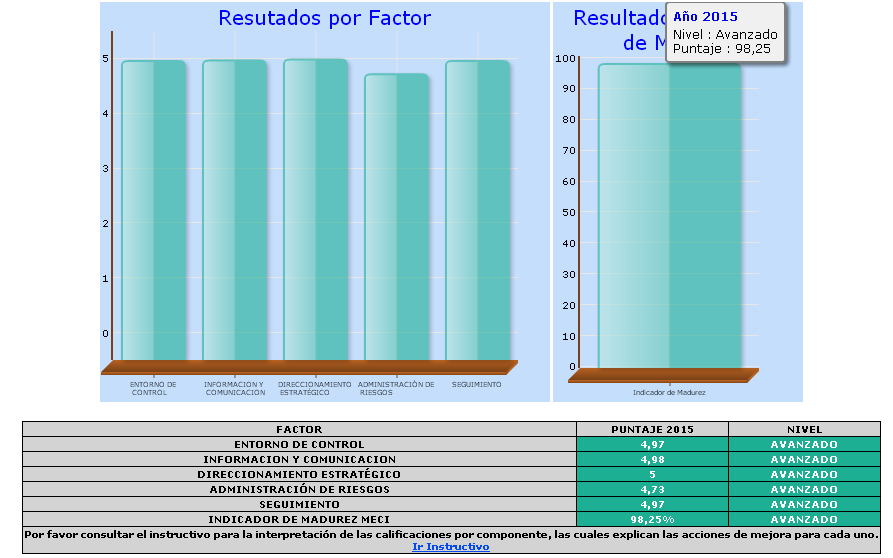 Resutados por Factor
5
4
3
2
1
0
ENTORNO DE CONTROL
INFORMACION Y COMUNICACION
DIRECCIONAMIENTO ESTRATÉGICO
ADMINISTRACIÓN DE RIESGOS
SEGUIMIENTO
Resultado
de M
Año 2015
Nivel : Avanzado
Puntaje : 98,25
100
90
80
70
60
50
40
30
20
10
0
Indicador de Madurez
FACTOR PUNTAJE 2015 NIVEL
ENTORNO DE CONTROL 4,97 AVANZADO
INFORMACION Y COMUNICACION 4,98 AVANZADO
DIRECCIONAMIENTO ESTRATÉGICO 5 AVANZADO
ADMINISTRACIÓN DE RIESGOS 4,73 AVANZADO
SEGUIMIENTO 4,97 AVANZADO
INDICADOR DE MADUREZ MECI 98,25% AVANZADO
Por favor consultar el instructivo para la interpretación de las calificaciones por componente, las cuales explican las acciones de mejora para cada uno.
Ir Instructivo